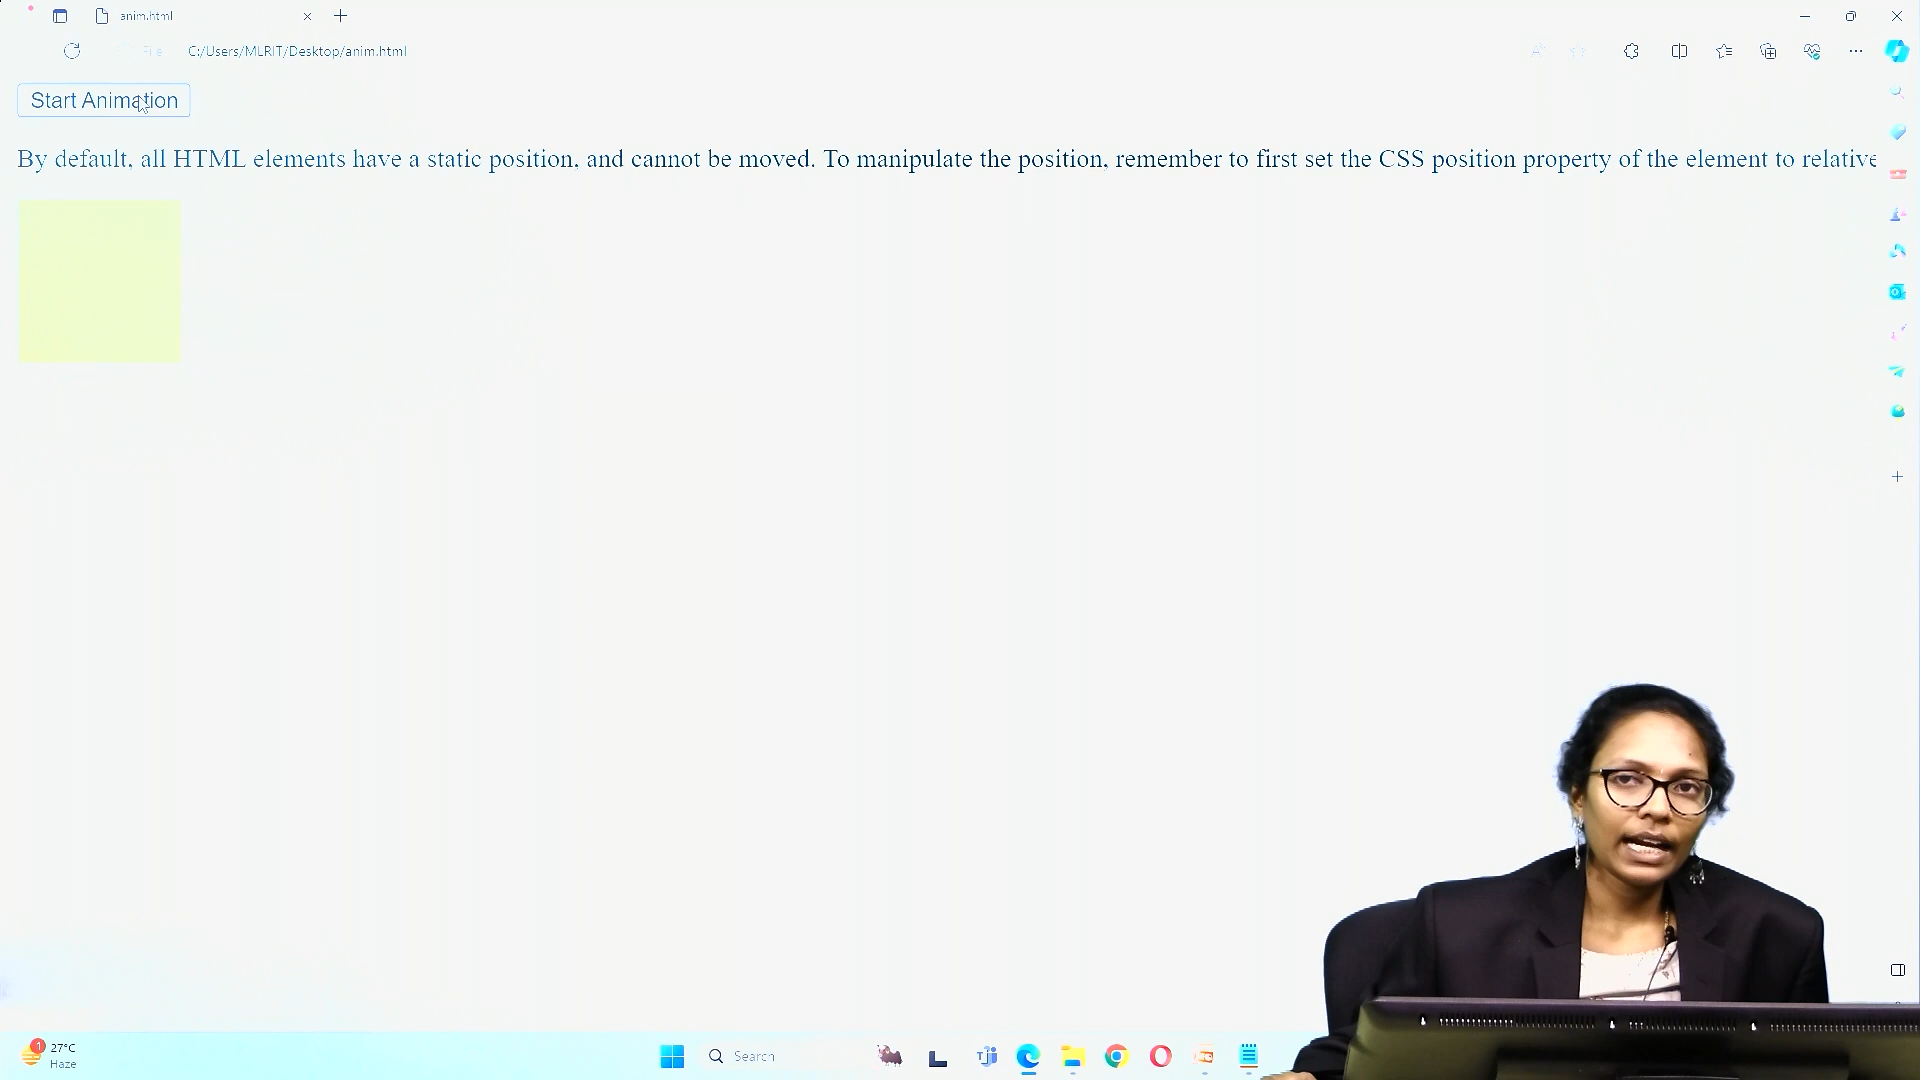 anim.html
File C:/Users/MLRIT/Desktop/anim.html
Start Animation
By default, all HTML elements have a static position, and cannot be moved. To manipulate the position, remember to first set the CSS position property of the element to relative
1
27°C
Haze
Search